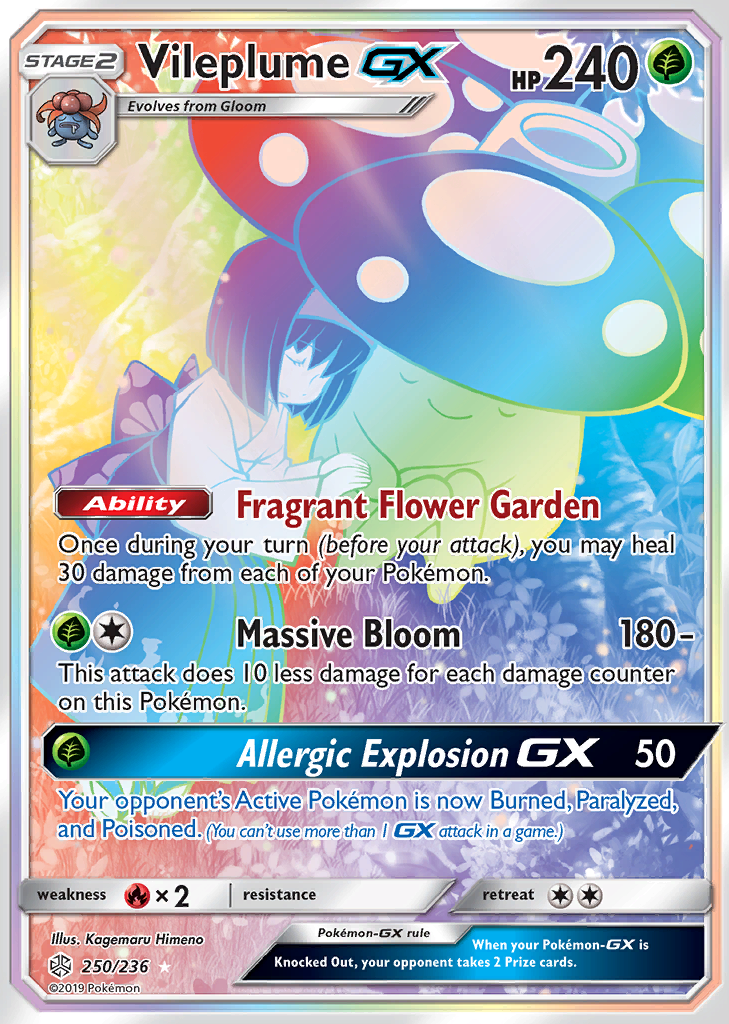 STAGE2 Vileplume GX HP 240
Evolves from Gloom
Ability Fragrant Flower Garden
Once during your turn (before your attack), you may heal
30 damage from each of your Pokémon.
Massive Bloom 180-
This attack does 10 less damage for each damage counter
on this Pokémon.
Allergic Explosion GX 50
Your opponent's Active Pokémon is now Burned, Paralyzed,
and Poisoned. (You can't use more than 1 GX attack in a game.)
weakness ×2 resistance retreat
Illus. Kagemaru Himeno
Pokémon-GX rule
When your Pokémon-GX is
Knocked Out, your opponent takes 2 Prize cards.
250/236
©2019 Pokémon